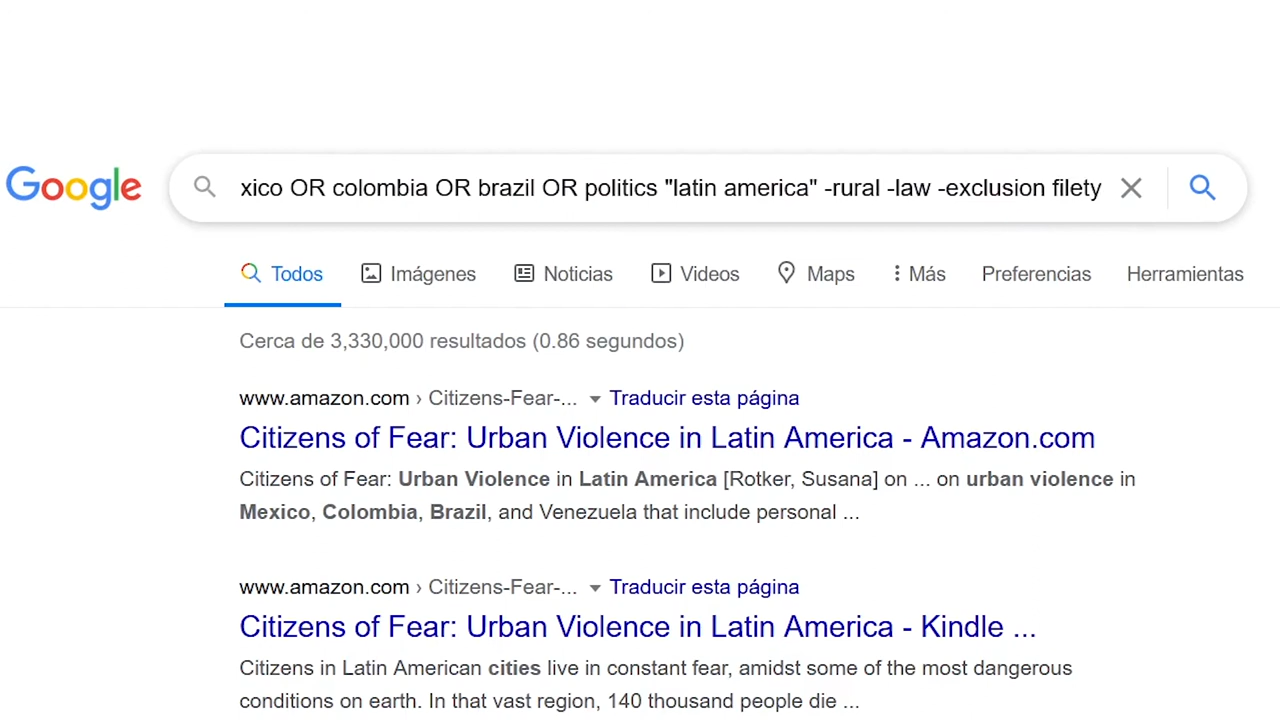 Google
xico OR colombia OR brazil OR politics "latin america" -rural -law -exclusion filety
Todos Imágenes Noticias Videos Maps Más Preferencias Herramientas
Cerca de 3,330,000 resultados (0.86 segundos)
www.amazon.com › Citizens-Fear-... Traducir esta página
Citizens of Fear: Urban Violence in Latin America - Amazon.com
Citizens of Fear: Urban Violence in Latin America [Rotker, Susana] on ... on urban violence in
Mexico, Colombia, Brazil, and Venezuela that include personal ...
www.amazon.com › Citizens-Fear-... Traducir esta página
Citizens of Fear: Urban Violence in Latin America - Kindle ...
Citizens in Latin American cities live in constant fear, amidst some of the most dangerous
conditions on earth. In that vast region, 140 thousand people die ...